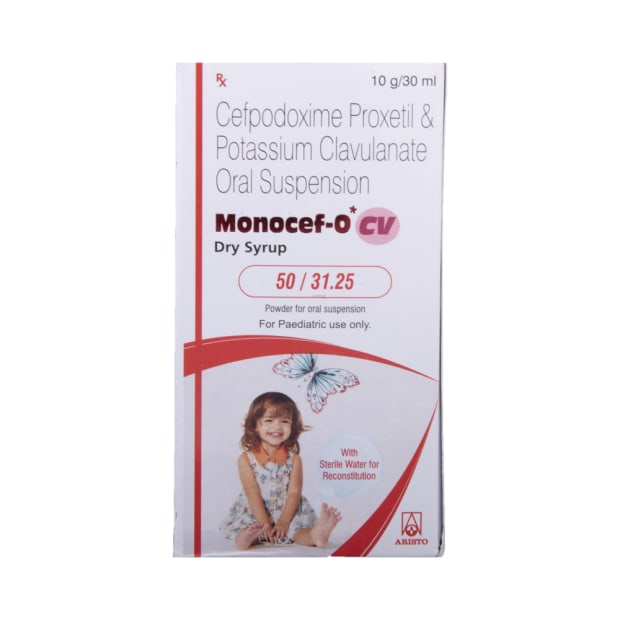 Rx
10 g/30 ml
Cefpodoxime Proxetil &
Potassium Clavulanate
Oral Suspension
Monocef-O* CV
Dry Syrup
50 / 31.25
Powder for oral suspension
For Paediatric use only.
With
Sterile Water for
Reconstitution
ARISTO